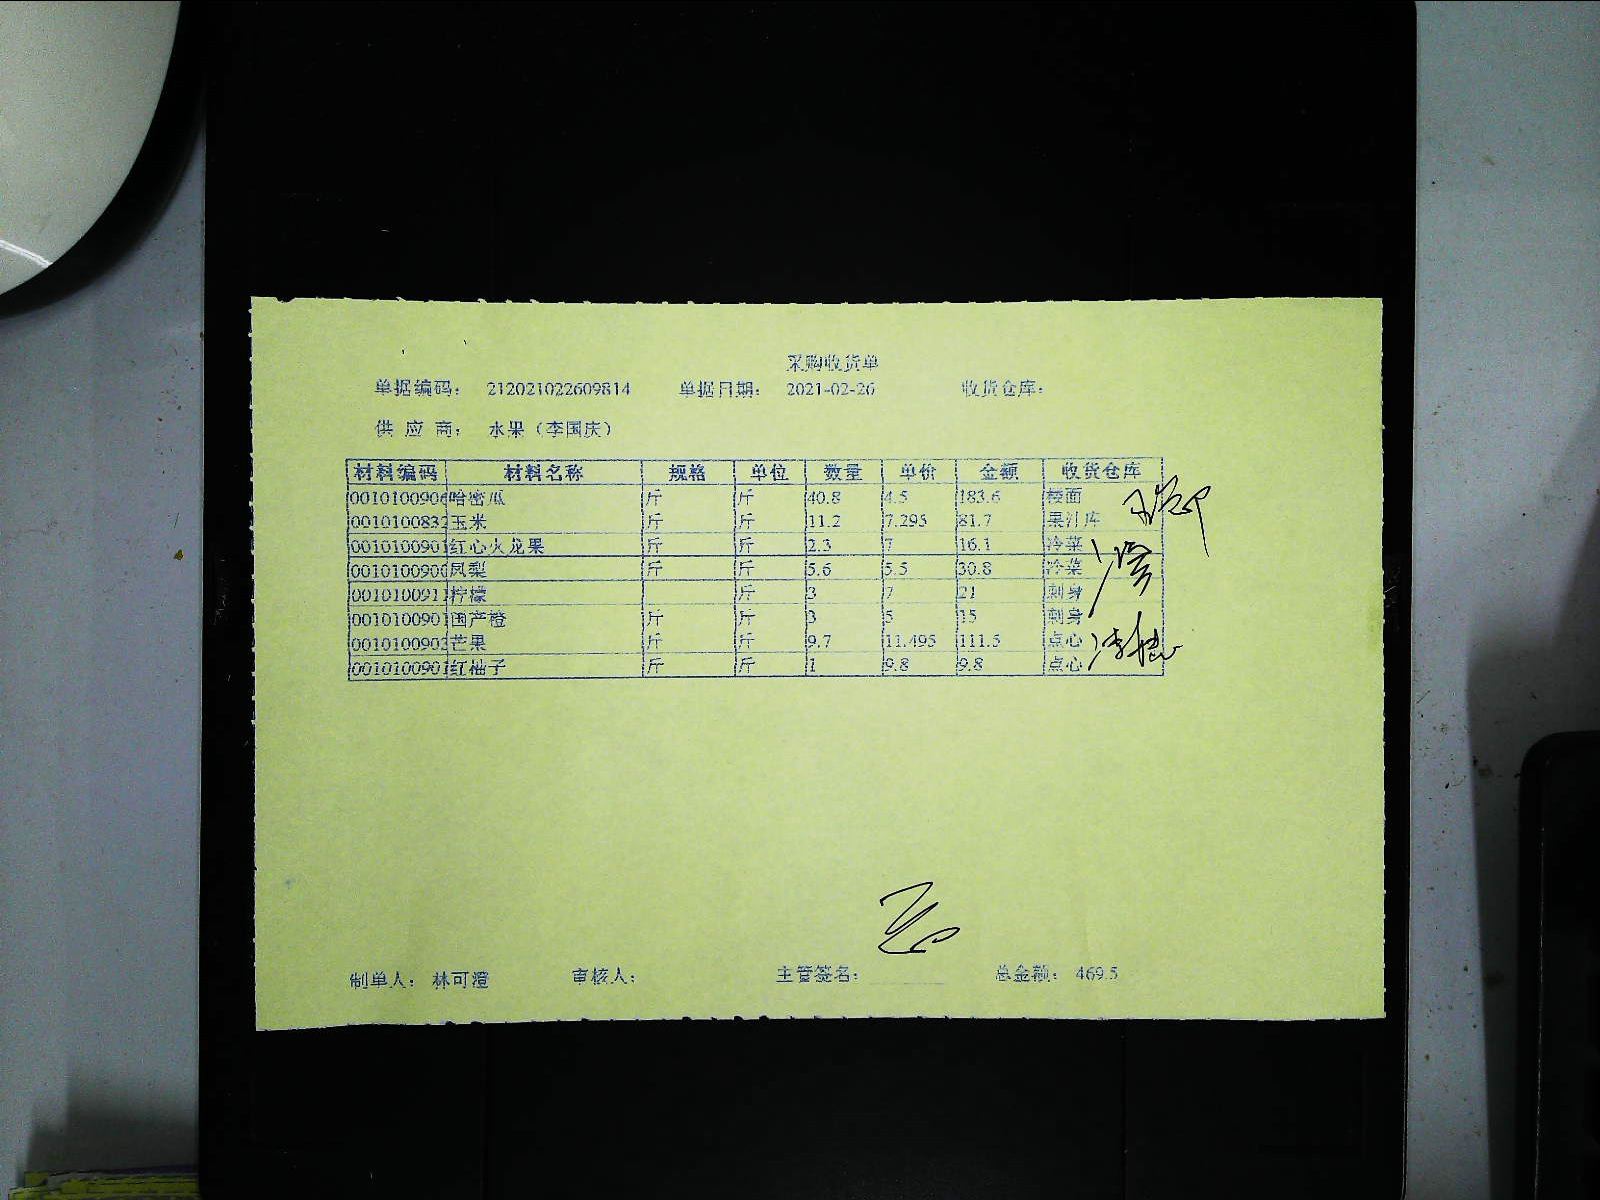 采购收货单
单据编码： 212021022609814 单据日期： 2021-02-26 收货仓库：
供 应 商： 水果（李国庆）
材料编码 材料名称 规格 单位 数量 单价 金额 收货仓库
0010100906 哈密瓜 斤 斤 40.8 4.5 183.6 楼面
0010100832 玉米 斤 斤 11.2 7.295 81.7 果汁库
0010100901 红心火龙果 斤 斤 2.3 7 16.1 冷菜
0010100900 凤梨 斤 斤 5.6 5.5 30.8 冷菜
0010100911 柠檬 斤 3 7 21 刺身
0010100901 国产橙 斤 斤 3 5 15 刺身
0010100903 芒果 斤 斤 9.7 11.495 111.5 点心
0010100901 红柚子 斤 斤 1 9.8 9.8 点心
制单人： 林可澄 审核人： 主管签名： 总金额： 469.5